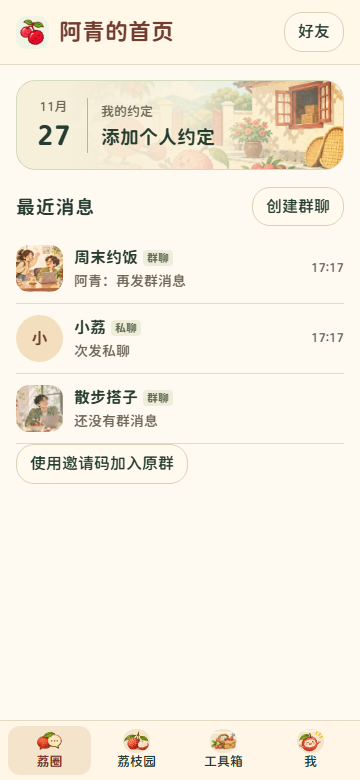 阿青的首页
好友
11月
27
我的约定
添加个人约定
最近消息
创建群聊
周末约饭 群聊
阿青：再发群消息
17:17
小
小荔 私聊
次发私聊
17:17
散步搭子 群聊
还没有群消息
使用邀请码加入原群
荔圈
荔枝园
工具箱
我